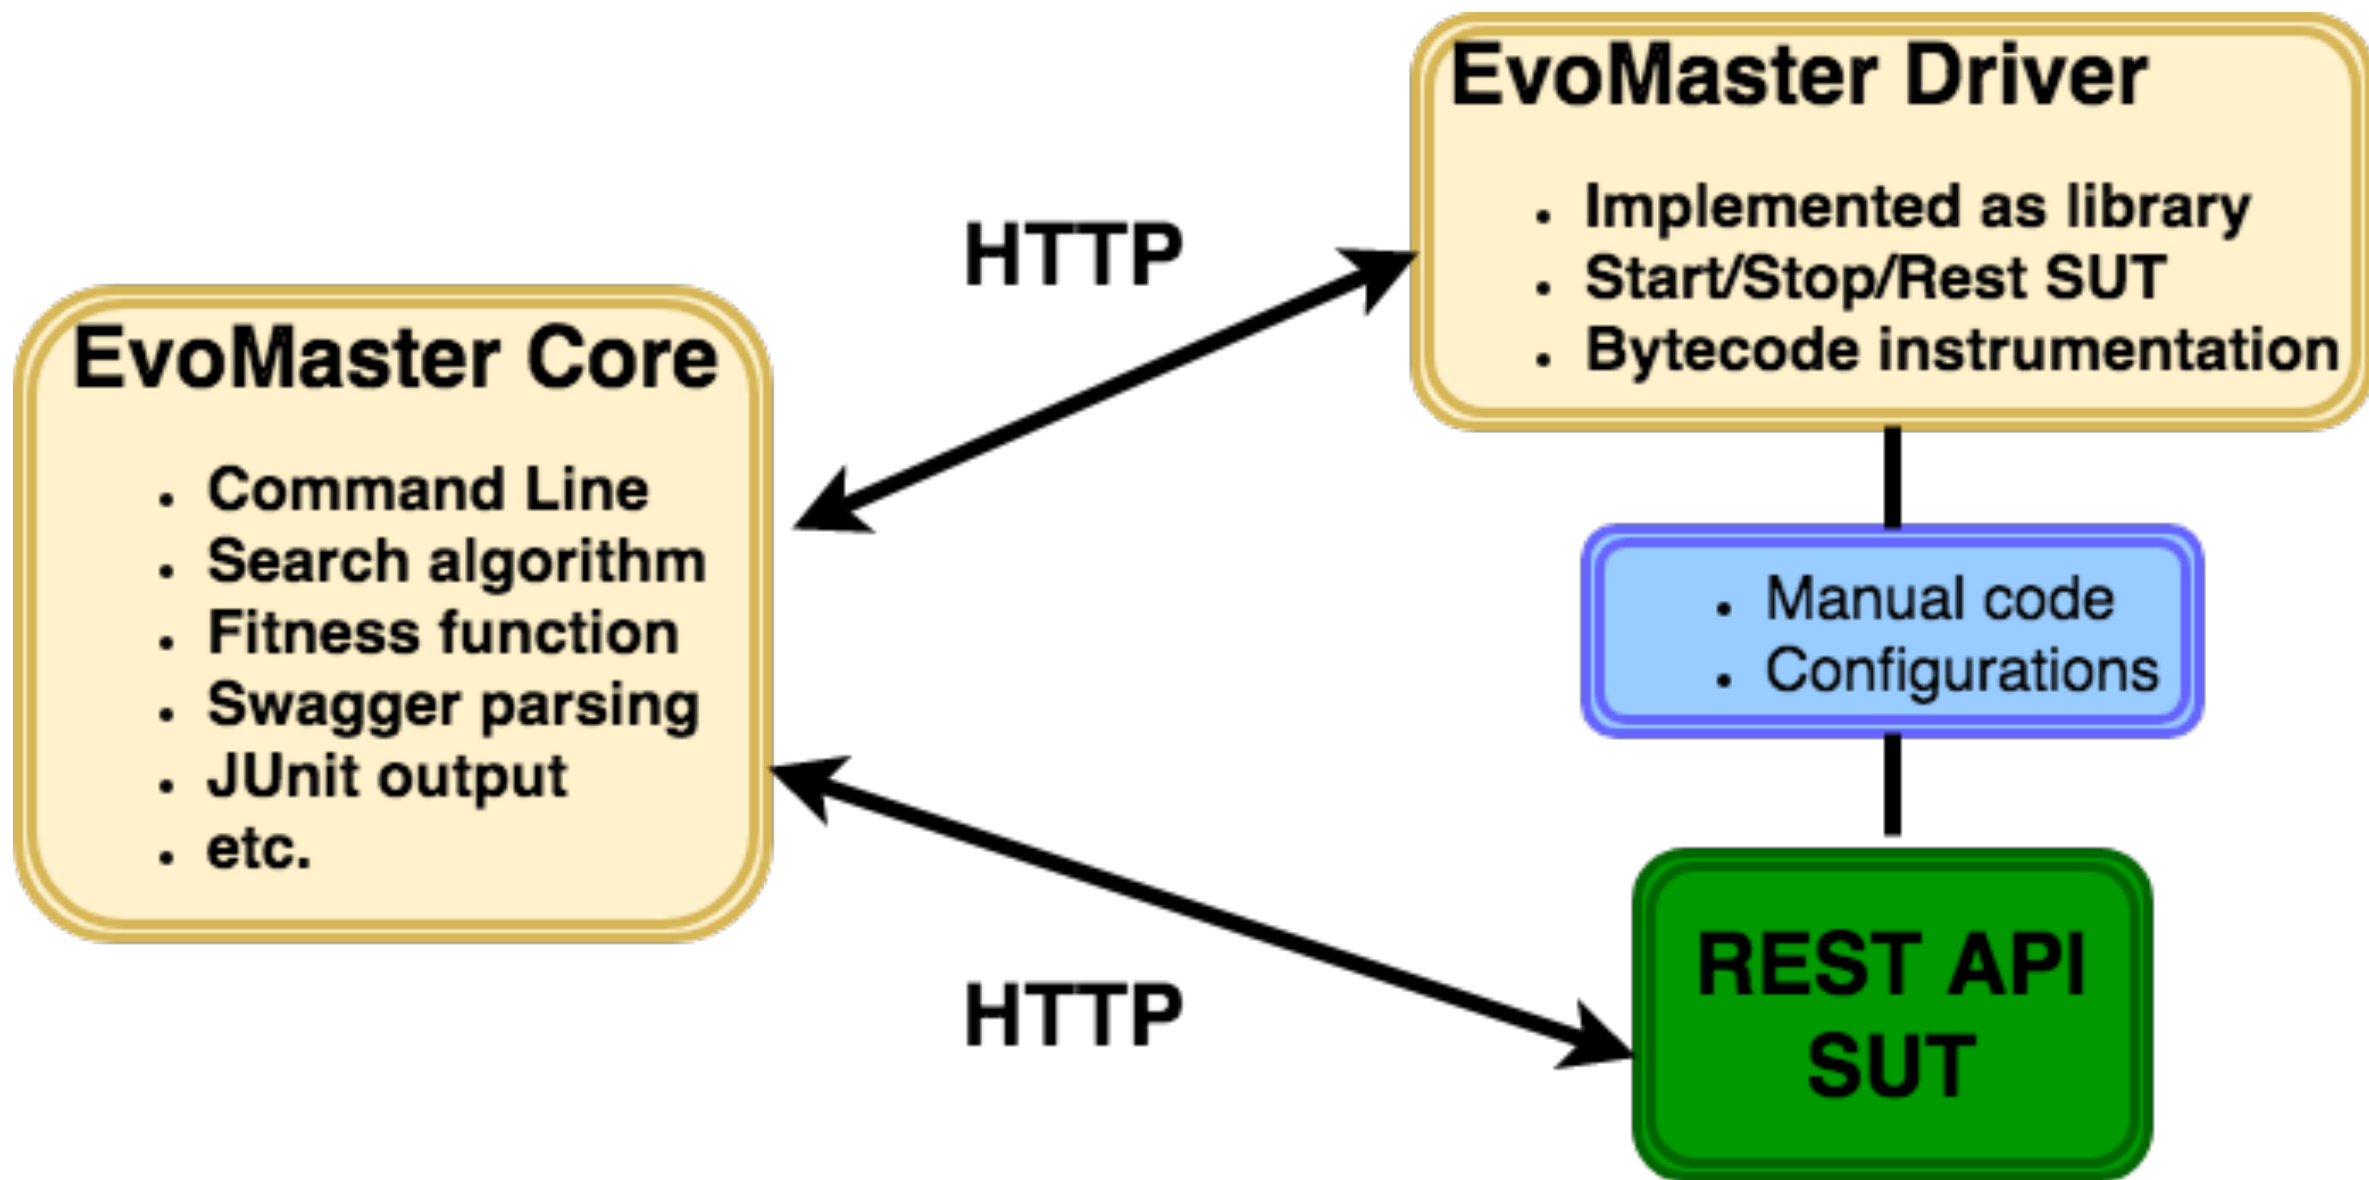 EvoMaster Core
• Command Line
• Search algorithm
• Fitness function
• Swagger parsing
• JUnit output
• etc.
HTTP
HTTP
EvoMaster Driver
• Implemented as library
• Start/Stop/Rest SUT
• Bytecode instrumentation
• Manual code
• Configurations
REST API
SUT